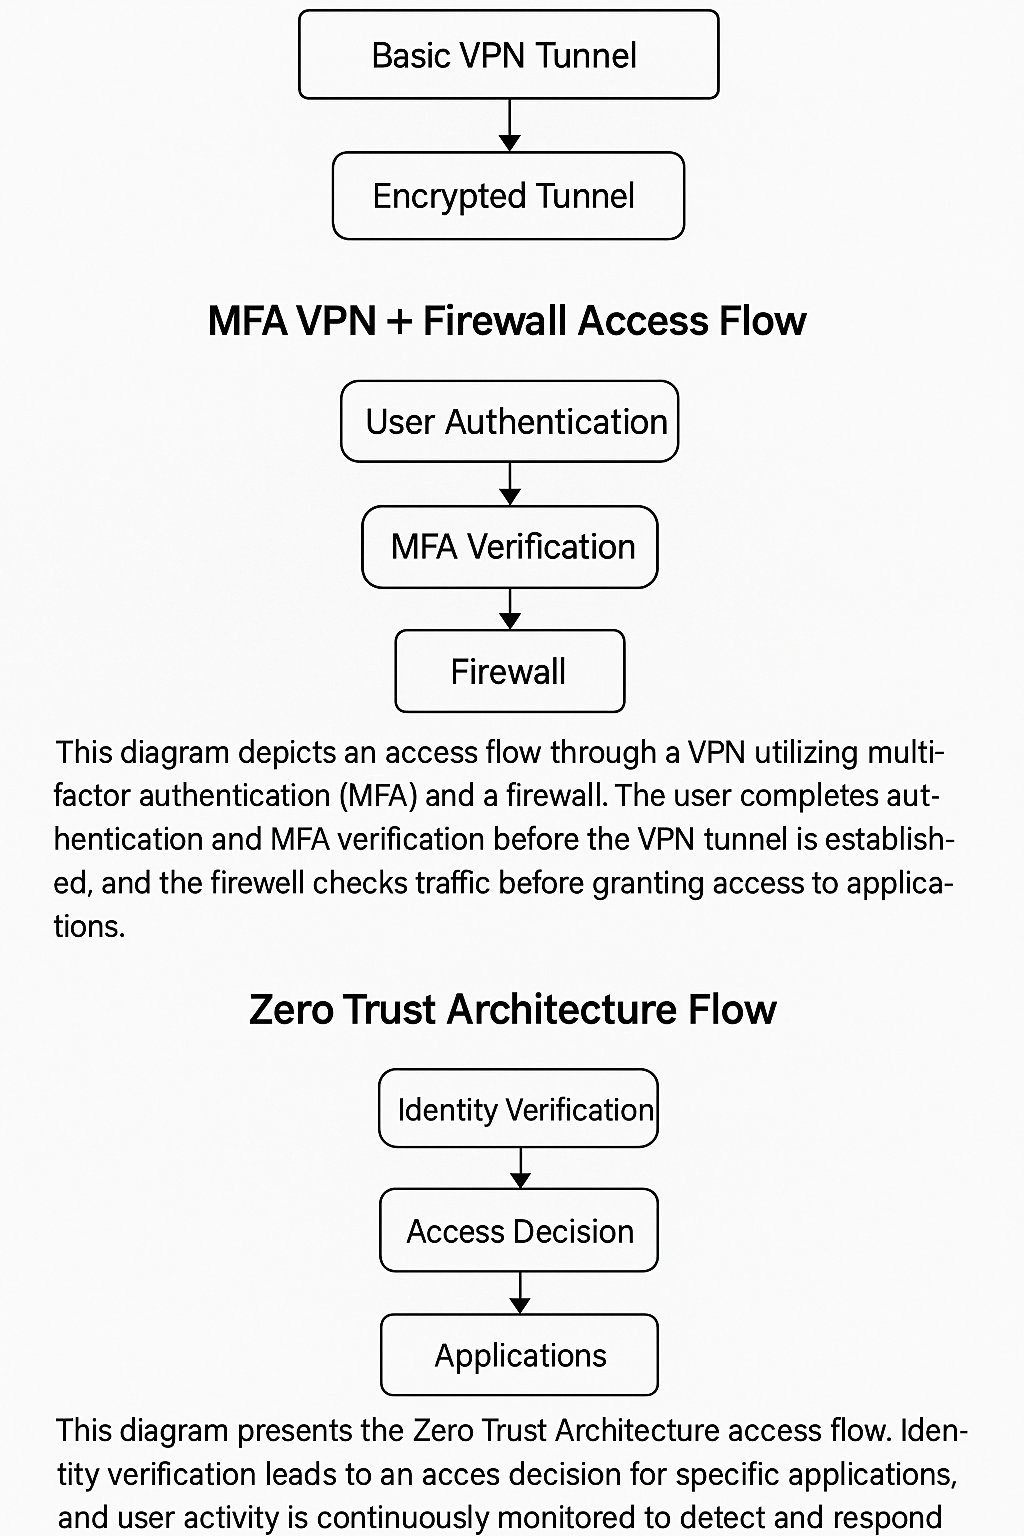 Basic VPN Tunnel
Encrypted Tunnel
MFA VPN + Firewall Access Flow
User Authentication
MFA Verification
Firewall
This diagram depicts an access flow through a VPN utilizing multi-
factor authentication (MFA) and a firewall. The user completes aut-
hentication and MFA verification before the VPN tunnel is establish-
ed, and the firewell checks traffic before granting access to applica-
tions.
Zero Trust Architecture Flow
Identity Verification
Access Decision
Applications
This diagram presents the Zero Trust Architecture access flow. Iden-
tity verification leads to an acces decision for specific applications,
and user activity is continuously monitored to detect and respond